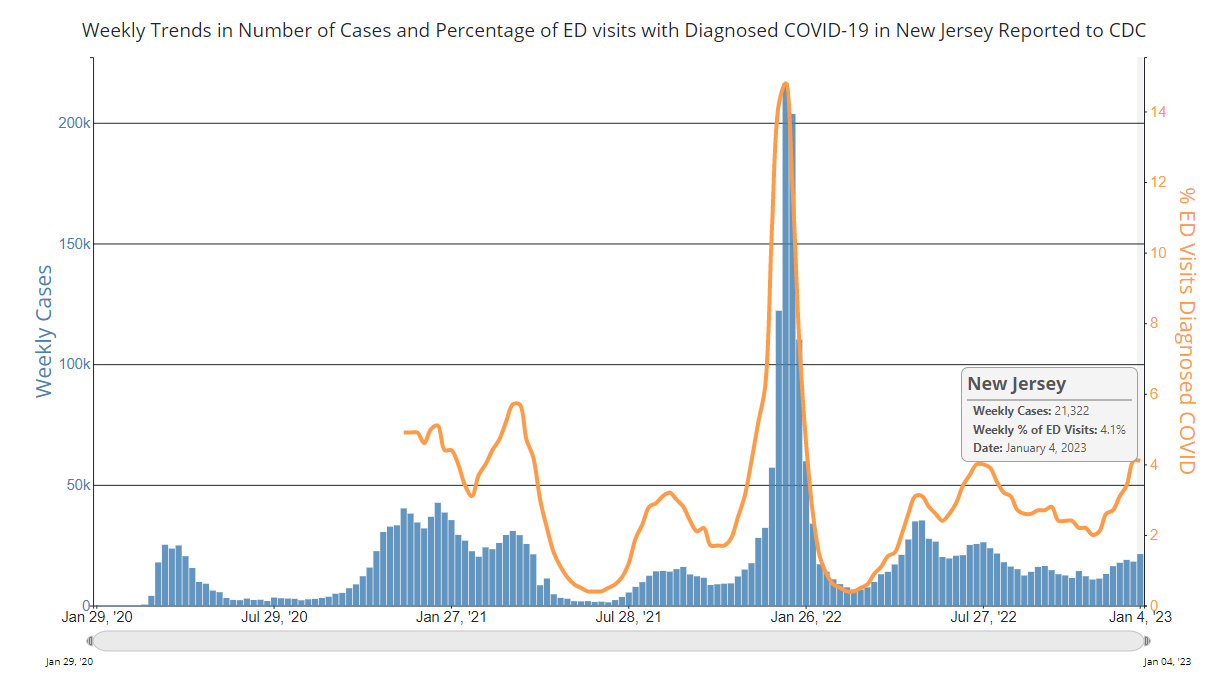 Weekly Trends in Number of Cases and Percentage of ED visits with Diagnosed COVID-19 in New Jersey Reported to CDC
Weekly Cases
200k
150k
100k
50k
0
14
12
10
8
6
4
2
0
% ED Visits Diagnosed COVID
New Jersey
Weekly Cases: 21,322
Weekly % of ED Visits: 4.1%
Date: January 4, 2023
Jan 29, '20 Jul 29, '20 Jan 27, '21 Jul 28, '21 Jan 26, '22 Jul 27, '22 Jan 4, '23
Jan 29, '20 Jan 04, '23